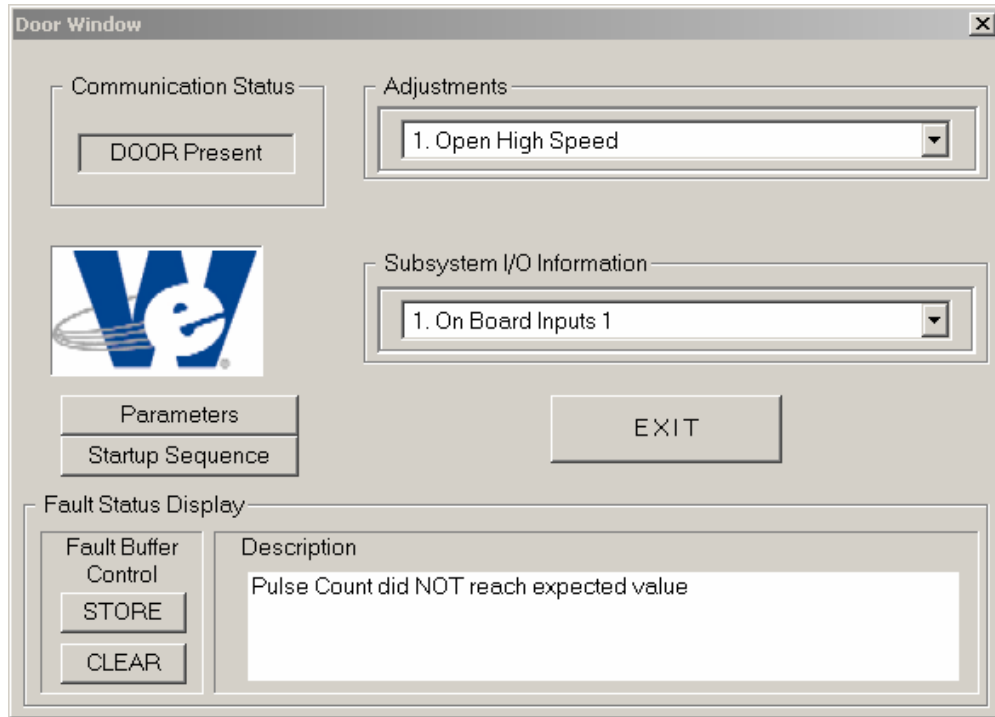 Door Window
Communication Status
DOOR Present
Adjustments
1. Open High Speed
We
®
Subsystem I/O Information
1. On Board Inputs 1
Parameters
Startup Sequence
EXIT
Fault Status Display
Fault Buffer
Control
STORE
CLEAR
Description
Pulse Count did NOT reach expected value